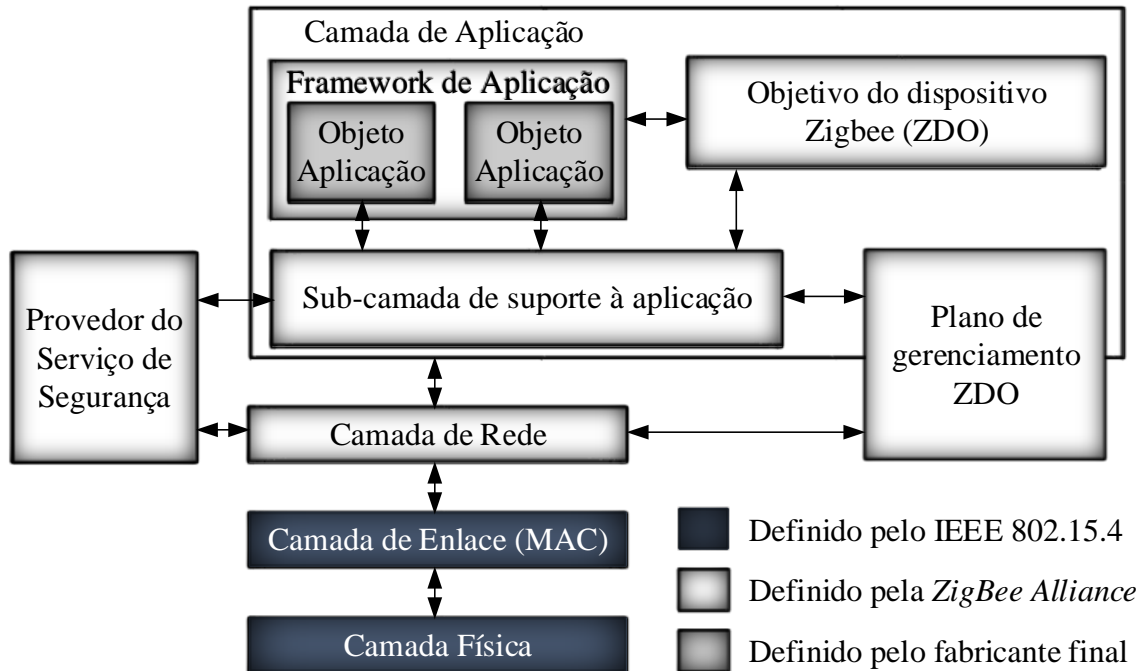 Camada de Aplicação
Framework de Aplicação
Objeto
Aplicação
Objeto
Aplicação
Objetivo do dispositivo
Zigbee (ZDO)
Sub-camada de suporte à aplicação
Provedor do
Serviço de
Segurança
Plano de
gerenciamento
ZDO
Camada de Rede
Camada de Enlace (MAC)
Camada Física
Definido pelo IEEE 802.15.4
Definido pela ZigBee Alliance
Definido pelo fabricante final